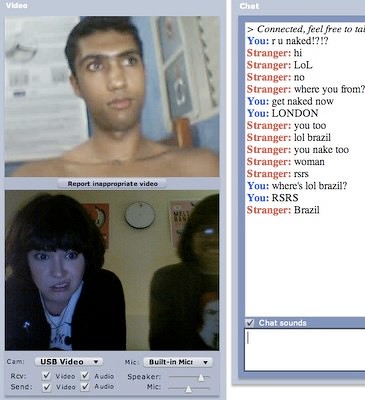 Video
Report inappropriate video
MELT
BAN
Cam: USB Video Mic: Built-in Micr
Rcv: Video Audio Speaker:
Send: Video Audio Mic:
Chat
> Connected, feel free to tal
You: r u naked!?!?
Stranger: hi
Stranger: LoL
Stranger: no
Stranger: where you from?
You: get naked now
You: LONDON
Stranger: you too
Stranger: lol brazil
Stranger: you nake too
Stranger: woman
Stranger: rsrs
You: where's lol brazil?
You: RSRS
Stranger: Brazil
Chat sounds